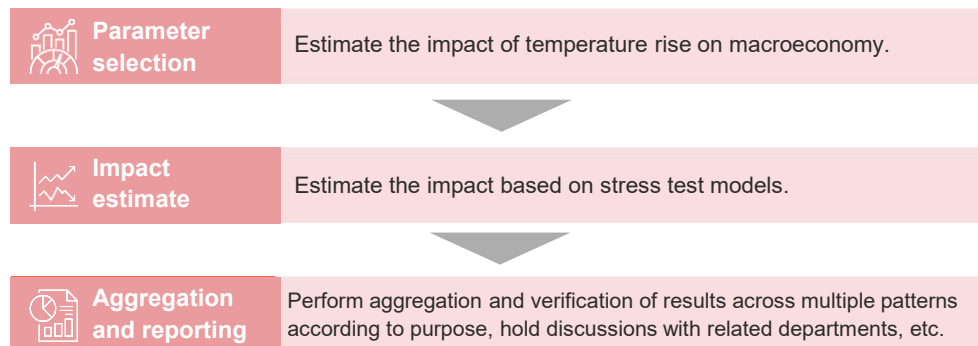 Parameter
selection
Estimate the impact of temperature rise on macroeconomy.
Impact
estimate
Estimate the impact based on stress test models.
Aggregation
and reporting
Perform aggregation and verification of results across multiple patterns
according to purpose, hold discussions with related departments, etc.